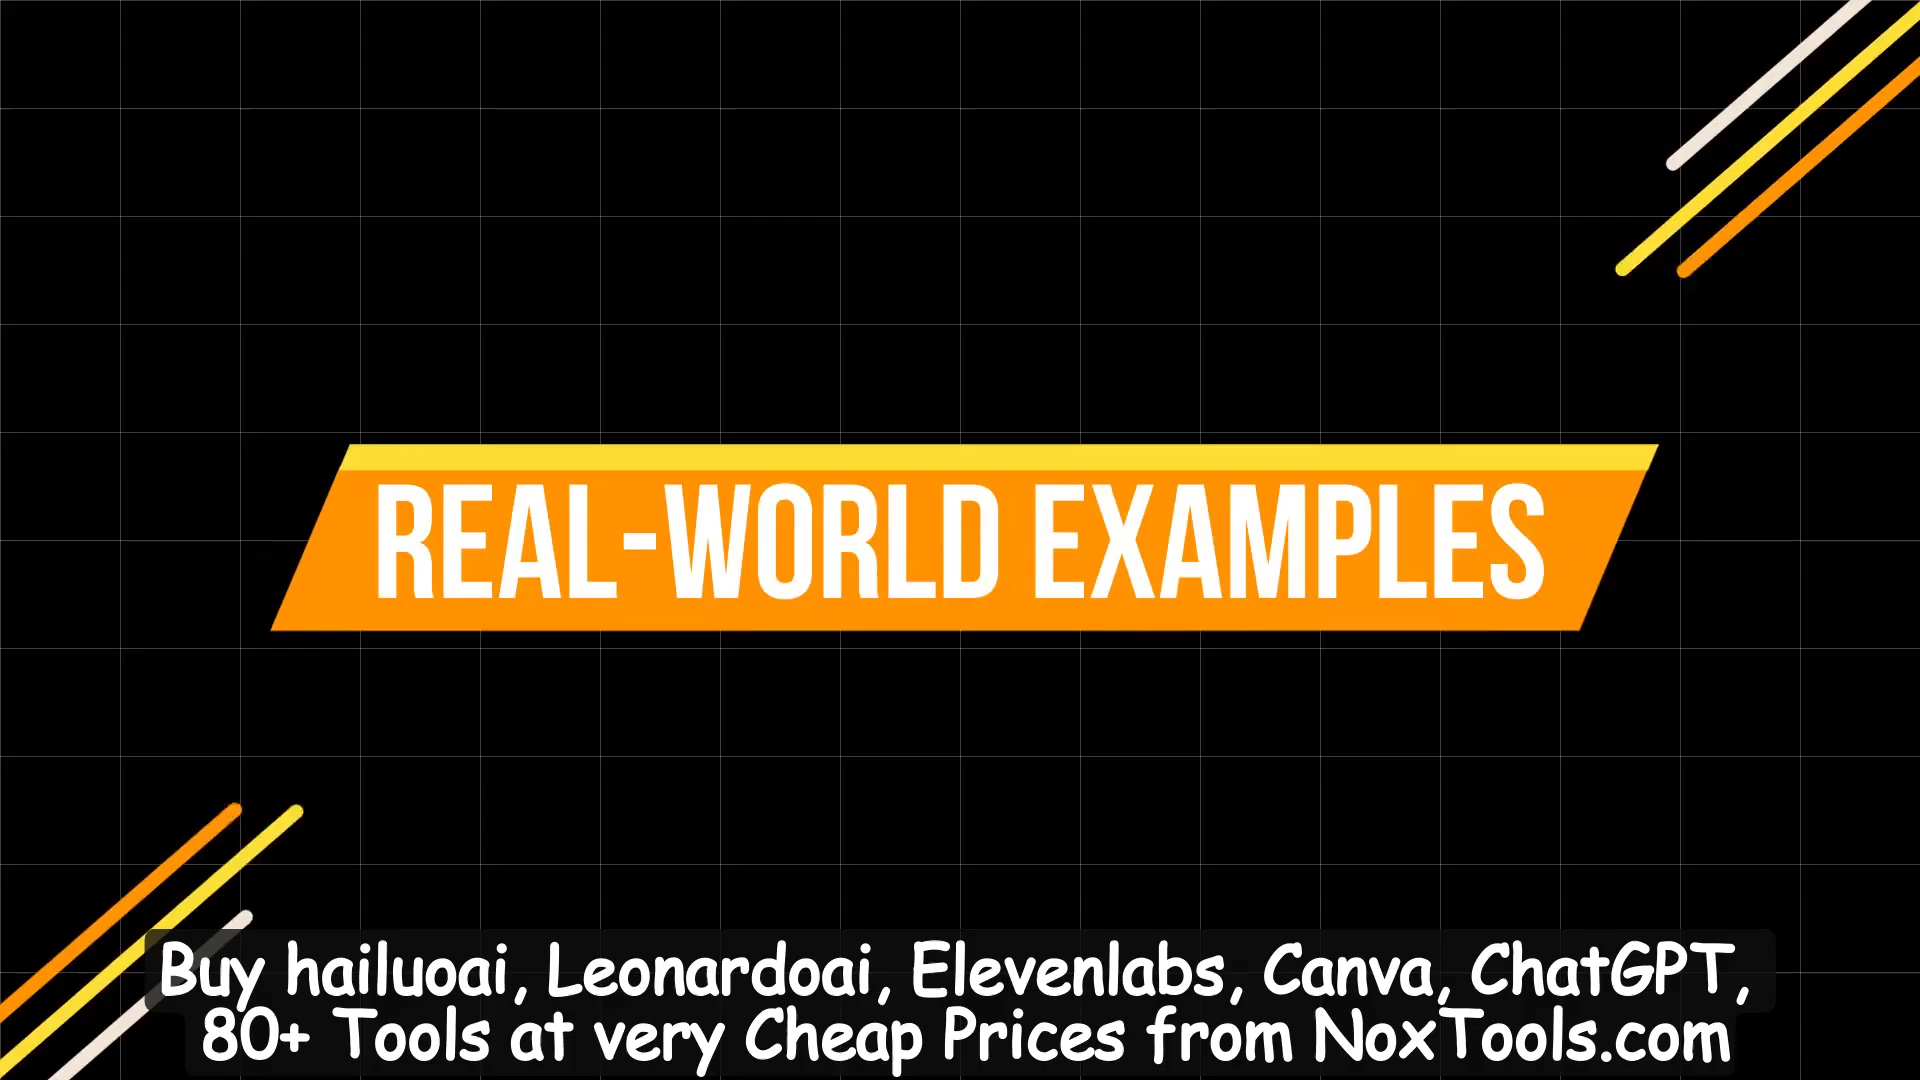 REAL-WORLD EXAMPLES
Buy hailuoai, Leonardoai, Elevenlabs, Canva, ChatGPT,
80+ Tools at very Cheap Prices from NoxTools.com